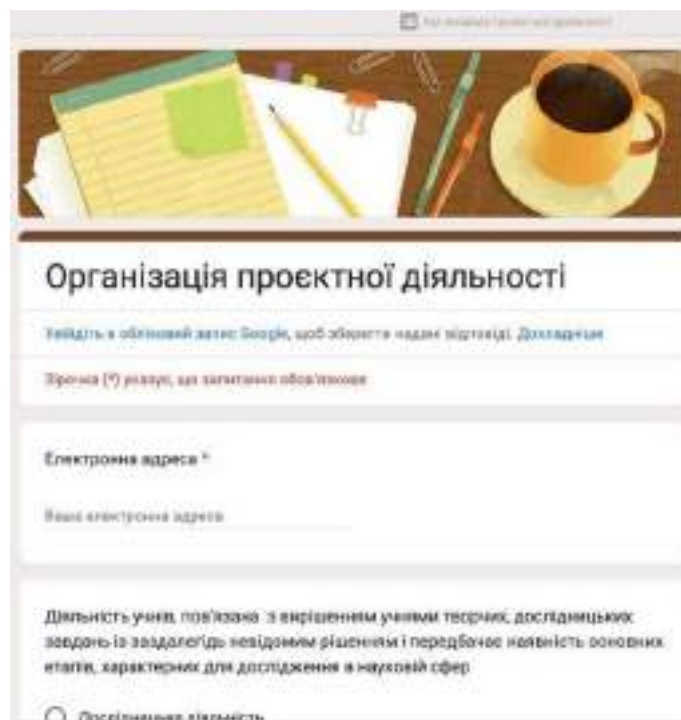 Організація проєктної діяльності
Увійдіть в обліковий запис Google, щоб зберегти надані відповіді. Докладніше
Зірочка (*) указує, що запитання обов'язкове
Електронна адреса *
Ваша електронна адреса
Діяльність учнів, пов'язана з вирішенням учнями творчих, дослідницьких
завдань із заздалегідь невідомим рішенням і передбачає наявність основних
етапів, характерних для дослідження в науковій сфер
Дослідницька діяльність